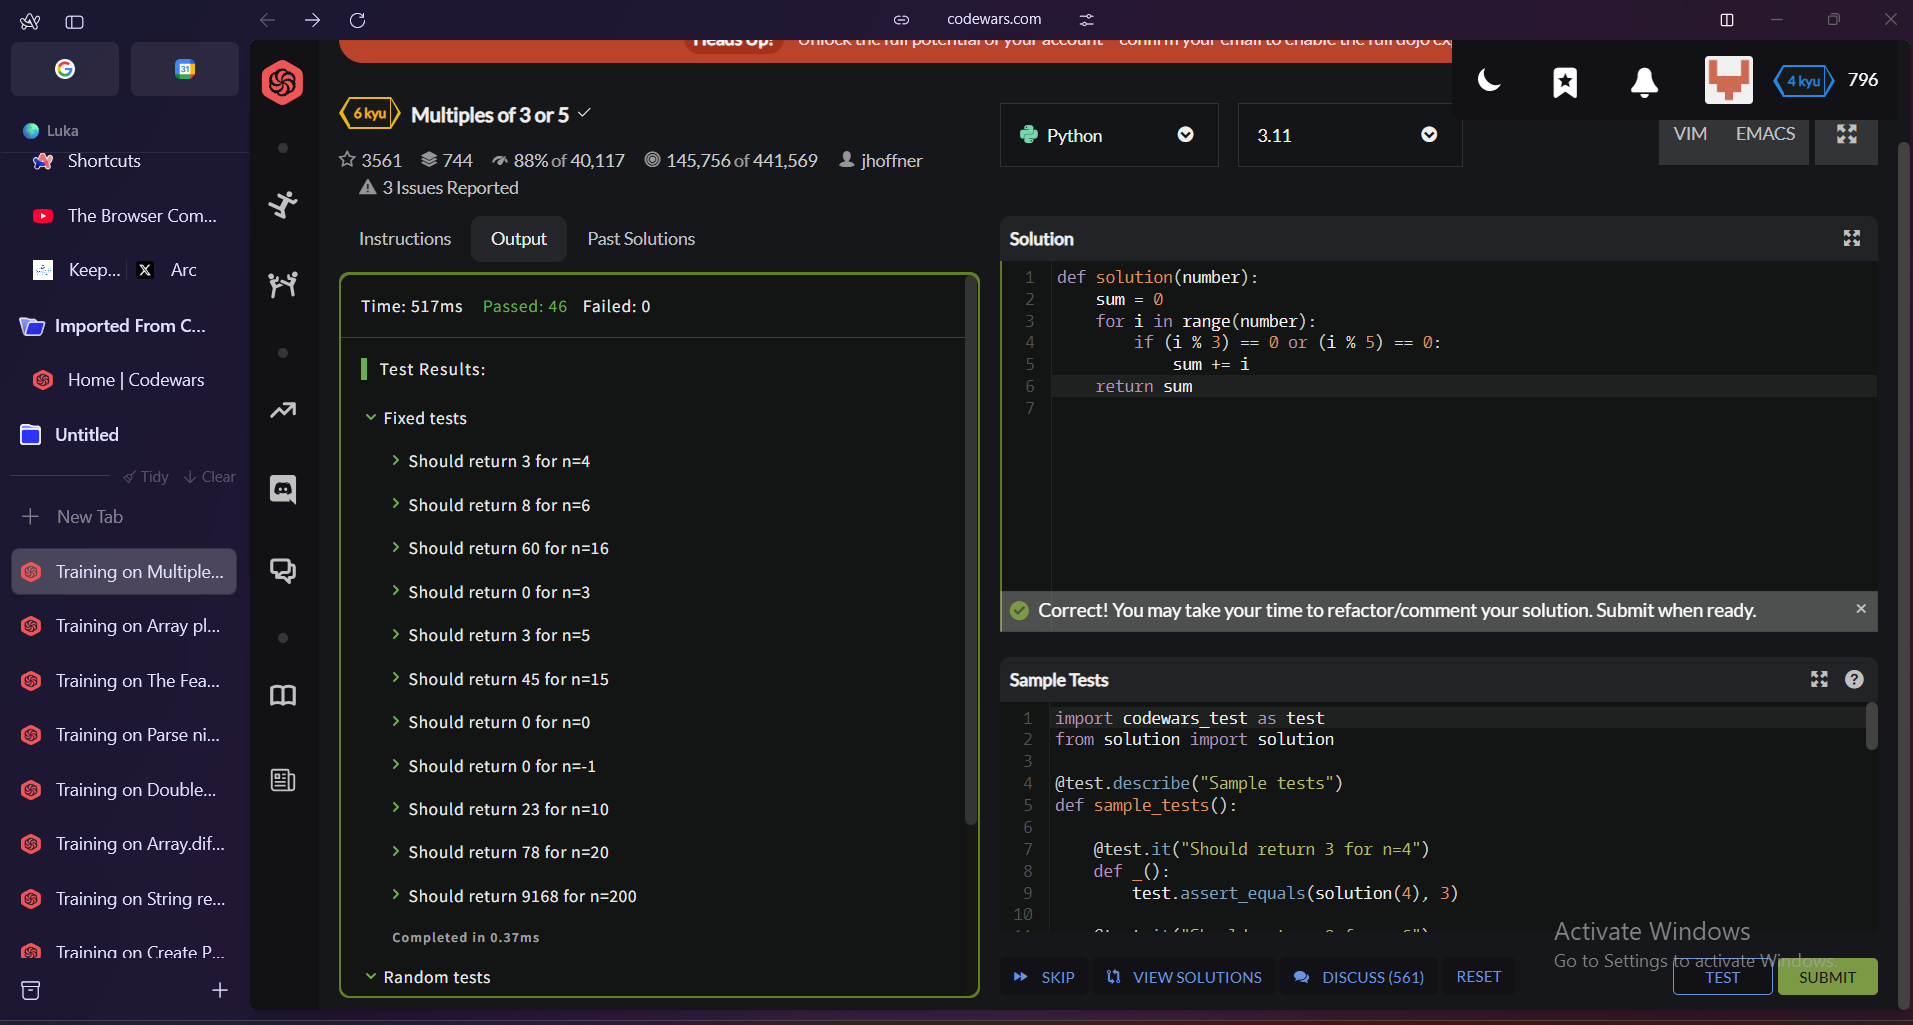 codewars.com
31
Luka
Shortcuts
The Browser Com...
Keep...
X
Arc
Imported From C...
Home | Codewars
Untitled
Tidy
Clear
New Tab
Training on Multiple...
Training on Array pl...
Training on The Fea...
Training on Parse ni...
Training on Double...
Training on Array.dif...
Training on String re...
Training on Create P...
Heads Up! Unlock the full potential of your account - confirm your email to enable the full dojo ex
4 kyu
796
6 kyu
Multiples of 3 or 5
3561
744
88% of 40,117
145,756 of 441,569
jhoffner
3 Issues Reported
Instructions
Output
Past Solutions
Time: 517ms Passed: 46 Failed: 0
Test Results:
Fixed tests
Should return 3 for n=4
Should return 8 for n=6
Should return 60 for n=16
Should return 0 for n=3
Should return 3 for n=5
Should return 45 for n=15
Should return 0 for n=0
Should return 0 for n=-1
Should return 23 for n=10
Should return 78 for n=20
Should return 9168 for n=200
Completed in 0.37ms
Random tests
Python
3.11
VIM
EMACS
Solution
1 def solution(number):
2 sum = 0
3 for i in range(number):
4 if (i % 3) == 0 or (i % 5) == 0:
5 sum += i
6 return sum
7
Correct! You may take your time to refactor/comment your solution. Submit when ready.
×
Sample Tests
?
1 import codewars_test as test
2 from solution import solution
3
4 @test.describe("Sample tests")
5 def sample_tests():
6
7 @test.it("Should return 3 for n=4")
8 def _():
9 test.assert_equals(solution(4), 3)
10
SKIP
VIEW SOLUTIONS
DISCUSS (561)
RESET
TEST
SUBMIT
Activate Windows
Go to Settings to activate Windows.